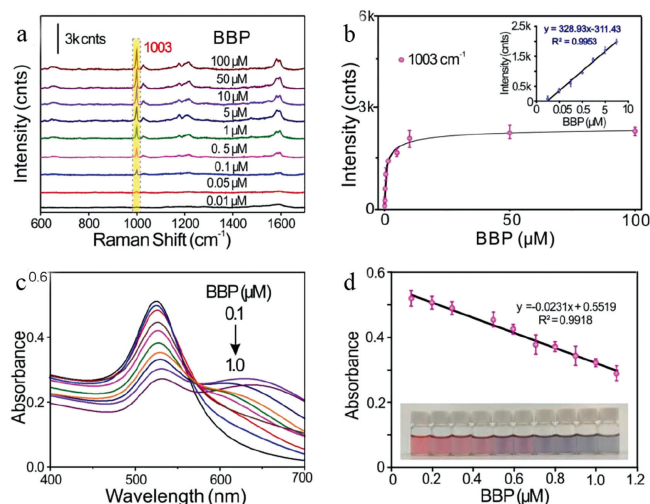 a
3k cnts
1003
BBP
100 µM
50 µM
10 µM
5 µM
1 µM
0.5 µM
0.1 µM
0.05 µM
0.01 µM
Intensity (cnts)
600 800 1000 1200 1400 1600
Raman Shift (cm⁻¹)
b
6k
3k
1k
0
Intensity (cnts)
1003 cm⁻¹
y = 328.93x-311.43
R² = 0.9953
2.5k
1.5k
0.5k
0
Intensity (cnts)
0.05 0.5 5 10
BBP (µM)
0 50 100
BBP (µM)
c
0.6
0.4
0.2
0.0
Absorbance
BBP (µM)
0.1
1.0
400 500 600 700
Wavelength (nm)
d
0.6
0.4
0.2
0.0
Absorbance
y =-0.0231x + 0.5519
R² = 0.9918
0.2 0.4 0.6 0.8 1.0 1.2
BBP (µM)